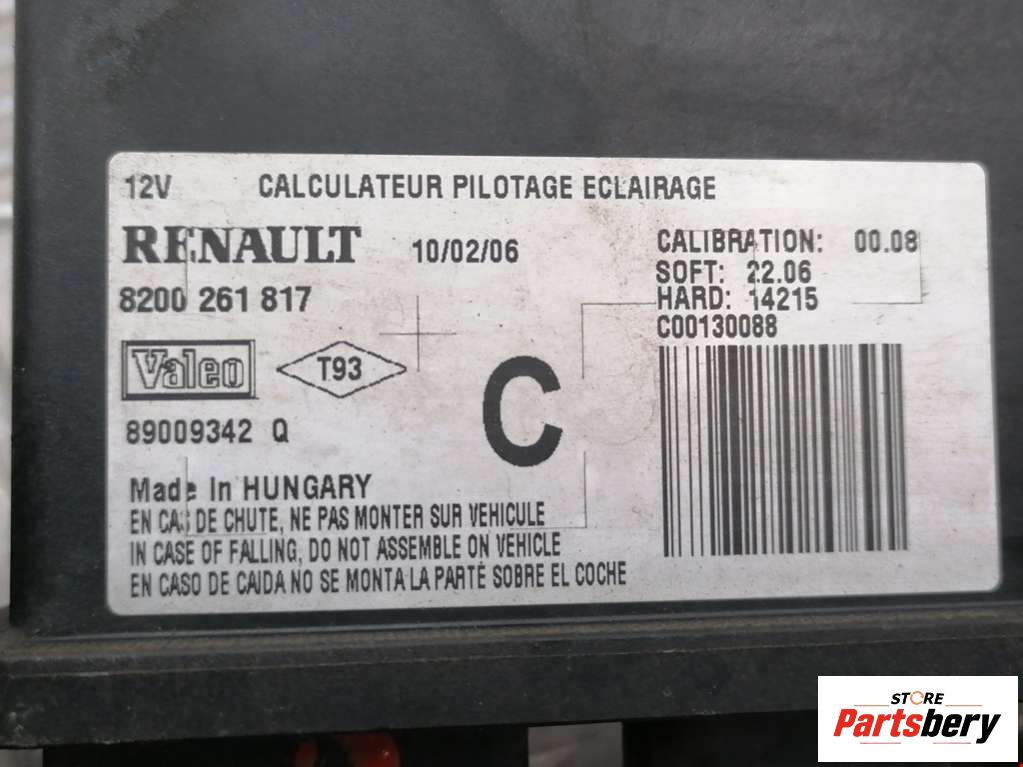 12V CALCULATEUR PILOTAGE ECLAIRAGE
RENAULT 10/02/06
8200 261 817
CALIBRATION: 00.08
SOFT: 22.06
HARD: 14215
C00130088
Valeo T93
C
89009342 Q
Made In HUNGARY
EN CAS DE CHUTE, NE PAS MONTER SUR VEHICULE
IN CASE OF FALLING, DO NOT ASSEMBLE ON VEHICLE
EN CASO DE CAIDA NO SE MONTA LA PARTE SOBRE EL COCHE
STORE
Partsbery